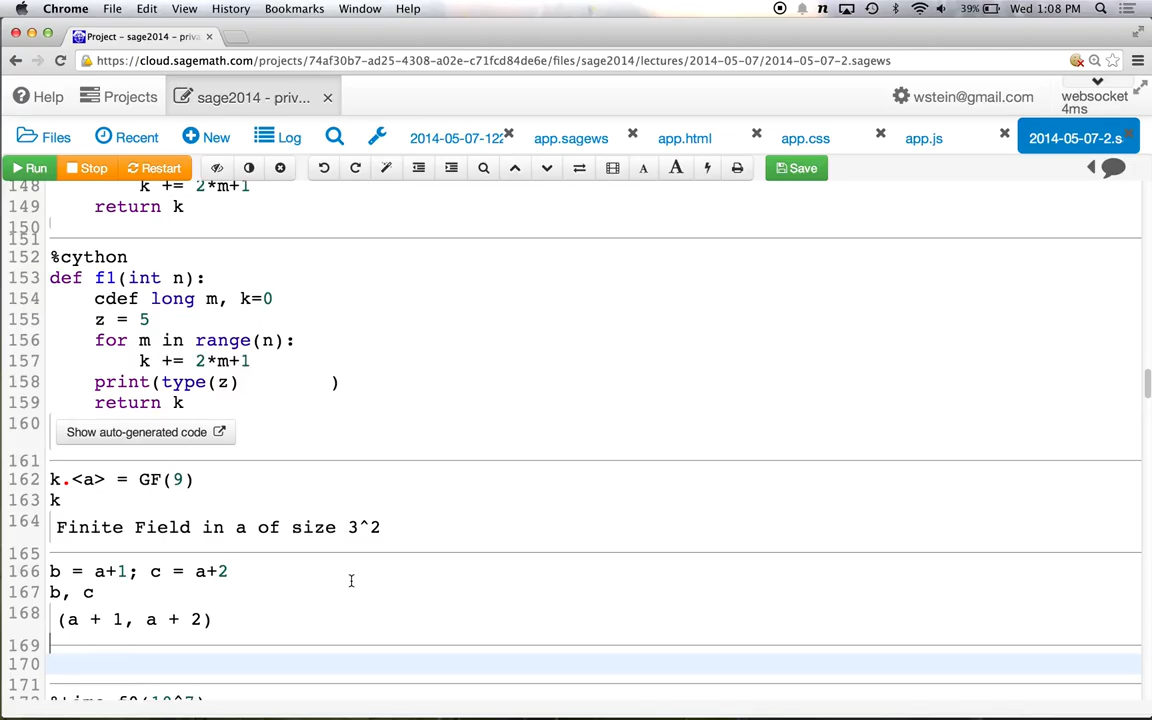 Chrome File Edit View History Bookmarks Window Help 39% Wed 1:08 PM
Project - sage2014 - priv
https://cloud.sagemath.com/projects/74af30b7-ad25-4308-a02e-c71fcd84de6e/files/sage2014/lectures/2014-05-07/2014-05-07-2.sagews
Help Projects sage2014 - priv... wstein@gmail.com websocket
4ms
Files Recent New Log 2014-05-07-122 app.sagews app.html app.css app.js 2014-05-07-2.s
Run Stop Restart A A Save
148 k += 2*m+1
149 return k
150
151
152 %cython
153 def f1(int n):
154 cdef long m, k=0
155 z = 5
156 for m in range(n):
157 k += 2*m+1
158 print(type(z) )
159 return k
160
Show auto-generated code
161
162 k.<a> = GF(9)
163 k
164 Finite Field in a of size 3^2
165
166 b = a+1; c = a+2
167 b, c
168 (a + 1, a + 2)
169
170
171